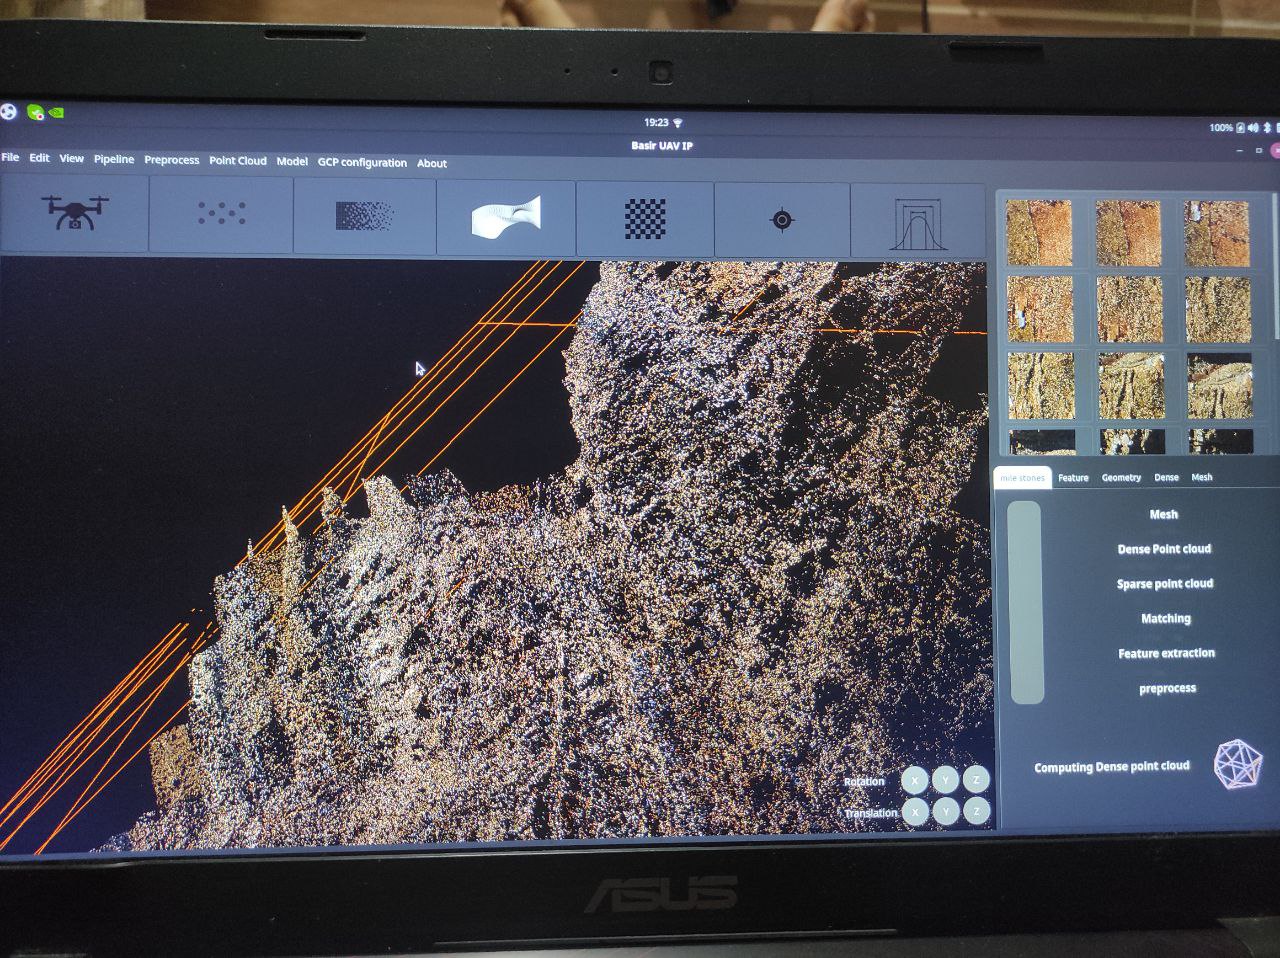 19:23
100%
Basir UAV IP
File Edit View Pipeline Preprocess Point Cloud Model GCP configuration About
mile stones Feature Geometry Dense Mesh
Mesh
Dense Point cloud
Sparse point cloud
Matching
Feature extraction
preprocess
Computing Dense point cloud
Rotation X Y Z
Translation X Y Z
ASUS